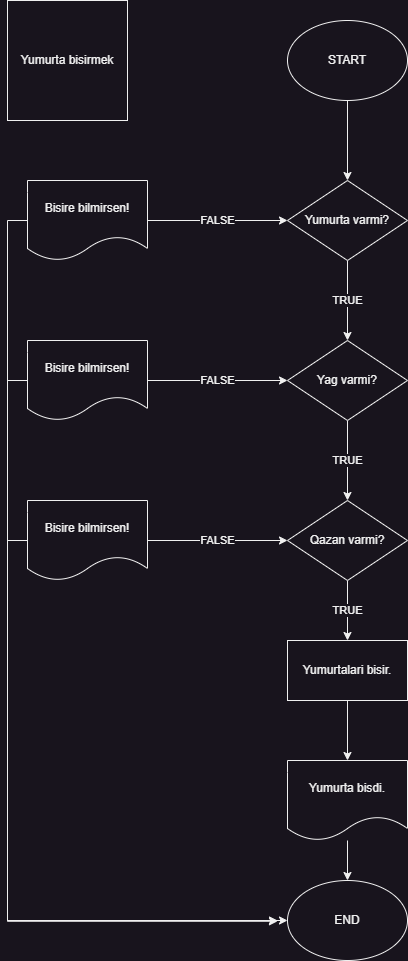 Yumurta bisirmek
START
Bisire bilmirsen!
FALSE
Yumurta varmi?
TRUE
Bisire bilmirsen!
FALSE
Yag varmi?
TRUE
Bisire bilmirsen!
FALSE
Qazan varmi?
TRUE
Yumurtalari bisir.
Yumurta bisdi.
END